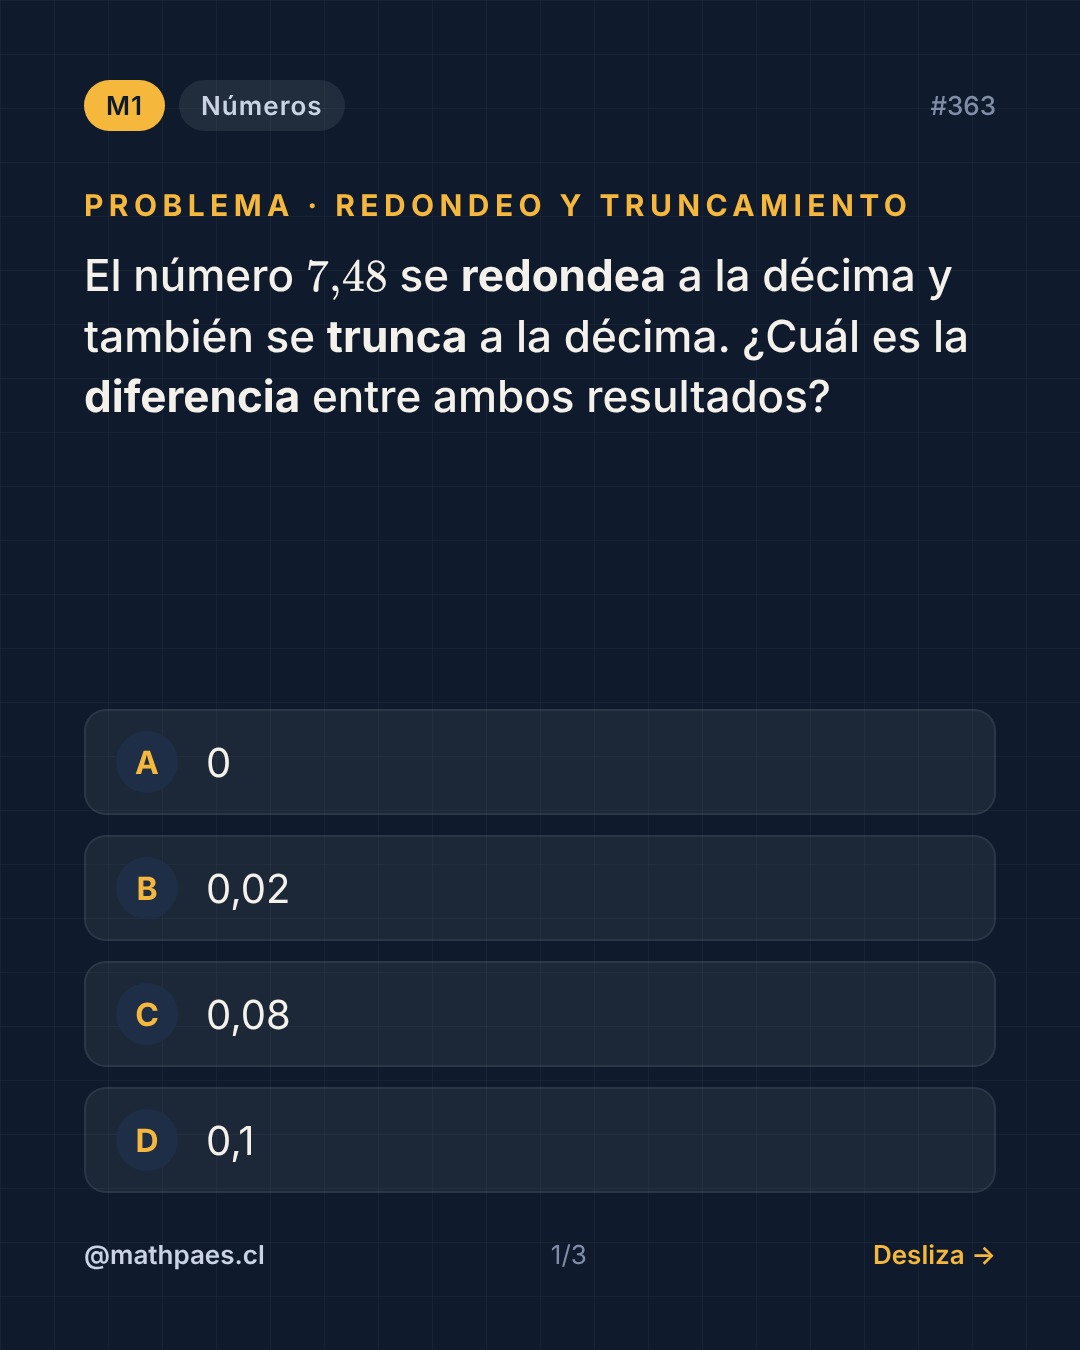 M1 Números #363
PROBLEMA · REDONDEO Y TRUNCAMIENTO
El número 7,48 se redondea a la décima y
también se trunca a la décima. ¿Cuál es la
diferencia entre ambos resultados?
A 0
B 0,02
C 0,08
D 0,1
@mathpaes.cl 1/3 Desliza →